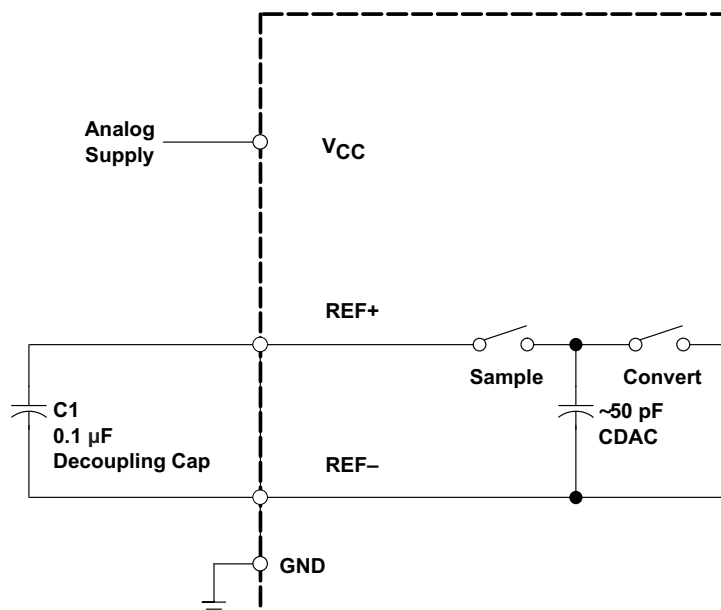 Analog
Supply
VCC
REF+
Sample
Convert
C1
0.1 µF
Decoupling Cap
~50 pF
CDAC
REF–
GND